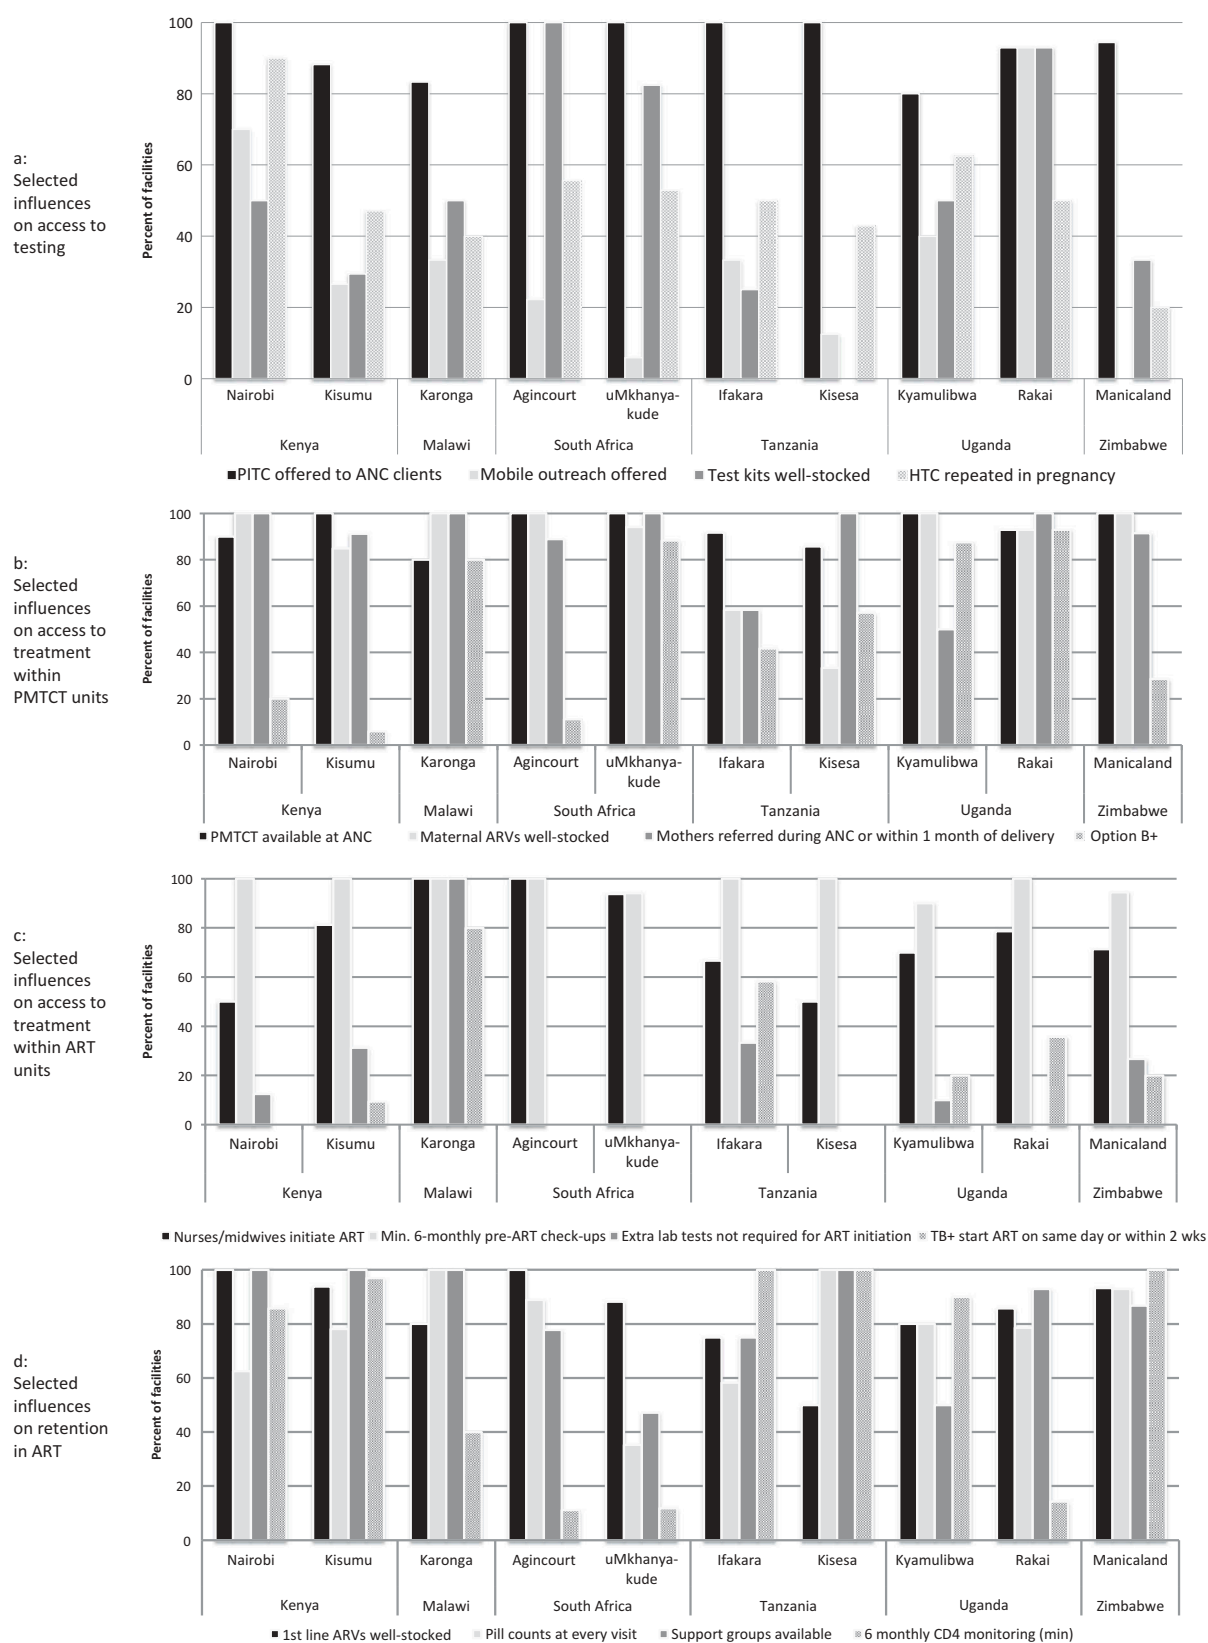 a:
Selected
influences
on access to
testing
Percent of facilities
100
80
60
40
20
0
Nairobi Kisumu Karonga Agincourt uMkhanya- Ifakara Kisesa Kyamulibwa Rakai Manicaland
kude
Kenya Malawi South Africa Tanzania Uganda Zimbabwe
PITC offered to ANC clients Mobile outreach offered Test kits well-stocked HTC repeated in pregnancy
b:
Selected
influences
on access to
treatment
within
PMTCT units
Percent of facilities
100
80
60
40
20
0
Nairobi Kisumu Karonga Agincourt uMkhanya- Ifakara Kisesa Kyamulibwa Rakai Manicaland
kude
Kenya Malawi South Africa Tanzania Uganda Zimbabwe
PMTCT available at ANC Maternal ARVs well-stocked Mothers referred during ANC or within 1 month of delivery Option B+
c:
Selected
influences
on access to
treatment
within ART
units
Percent of facilities
100
80
60
40
20
0
Nairobi Kisumu Karonga Agincourt uMkhanya- Ifakara Kisesa Kyamulibwa Rakai Manicaland
kude
Kenya Malawi South Africa Tanzania Uganda Zimbabwe
Nurses/midwives initiate ART Min. 6-monthly pre-ART check-ups Extra lab tests not required for ART initiation TB+ start ART on same day or within 2 wks
d:
Selected
influences
on retention
in ART
Percent of facilities
100
80
60
40
20
0
Nairobi Kisumu Karonga Agincourt uMkhanya- Ifakara Kisesa Kyamulibwa Rakai Manicaland
kude
Kenya Malawi South Africa Tanzania Uganda Zimbabwe
1st line ARVs well-stocked Pill counts at every visit Support groups available 6 monthly CD4 monitoring (min)